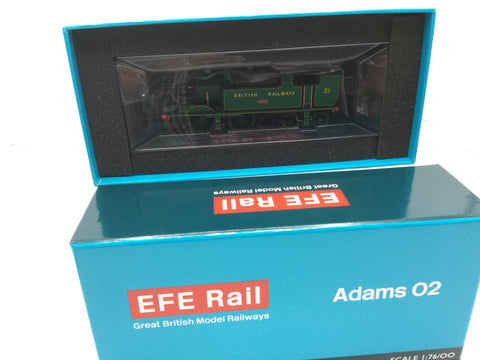 BRITISH RAILWAYS
31
EFE Rail
Great British Model Railways
EFE Rail
Great British Model Railways
Adams O2
SCALE 1:76/OO